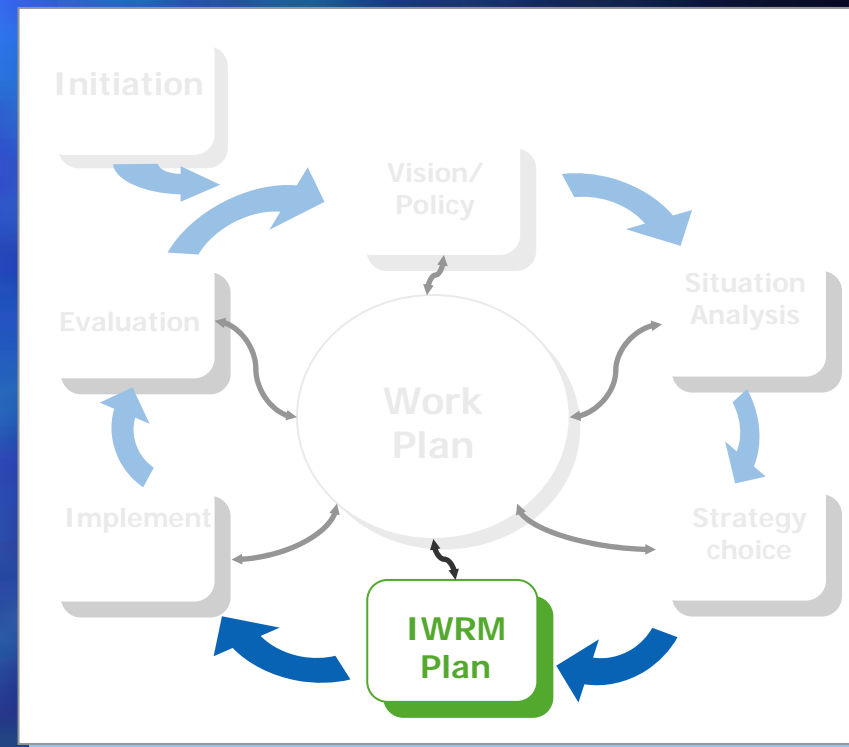 Initiation
Vision/
Policy
Situation
Analysis
Evaluation
Work
Plan
Implement
Strategy
choice
IWRM
Plan